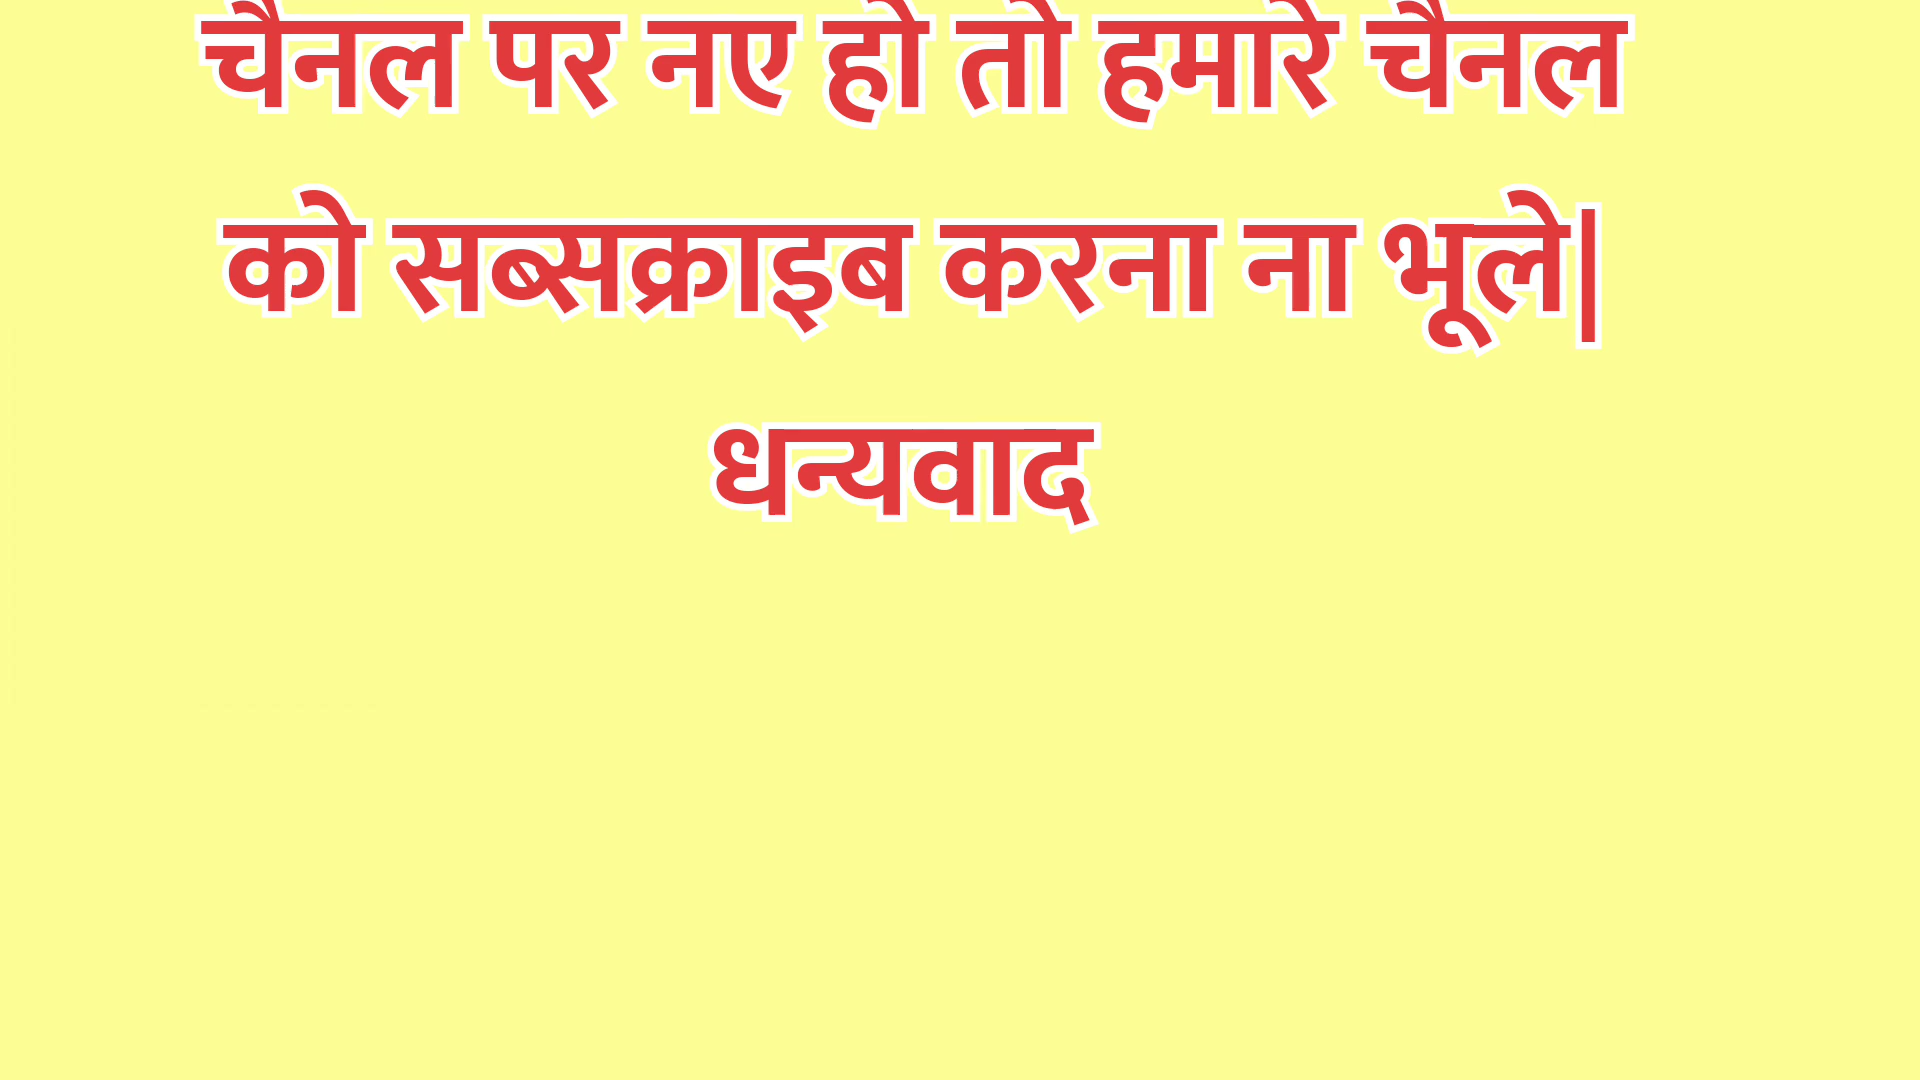 चैनल पर नए हो तो हमारे चैनल
को सब्सक्राइब करना ना भूले|
धन्यवाद